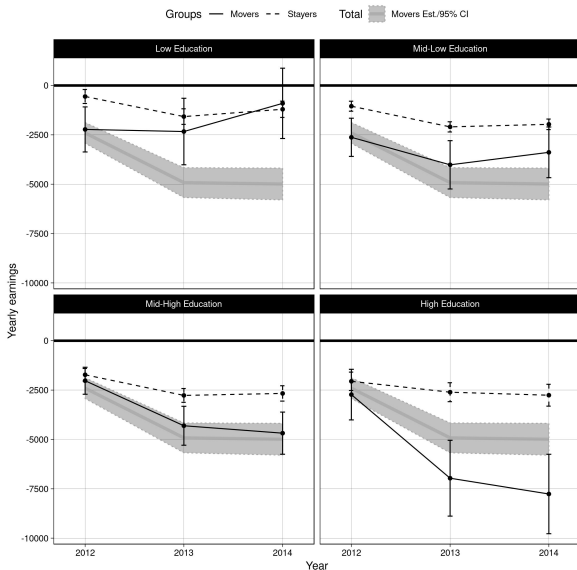 Groups Movers Stayers Total Movers Est./95% CI
Low Education Mid-Low Education
0
-2500
-5000
-7500
-10000
Mid-High Education High Education
0
-2500
-5000
-7500
-10000
2012 2013 2014 2012 2013 2014
Year
Yearly earnings